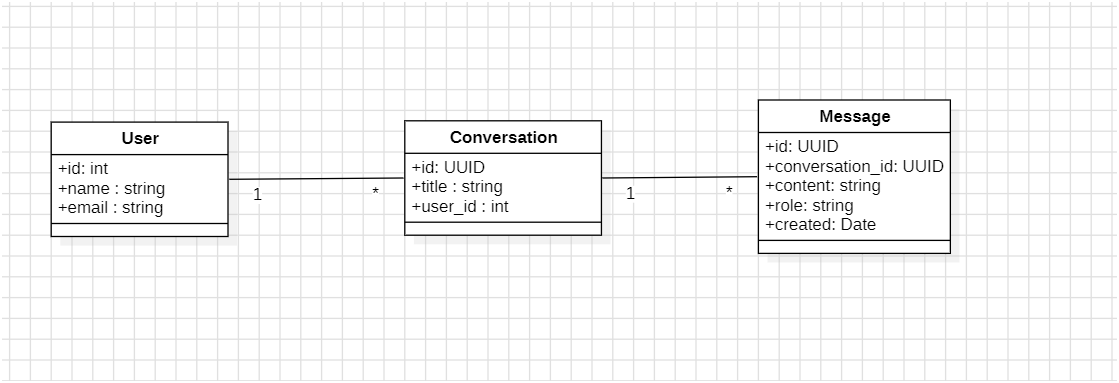 User
+id: int
+name : string
+email : string
1
*
Conversation
+id: UUID
+title : string
+user_id : int
1
*
Message
+id: UUID
+conversation_id: UUID
+content: string
+role: string
+created: Date